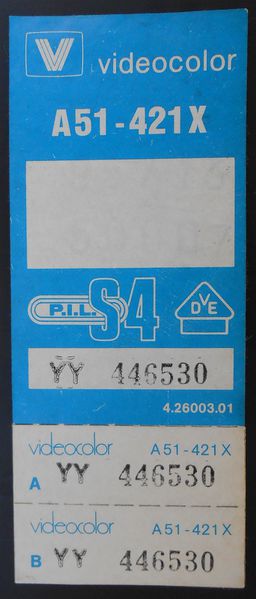 V videocolor
A51-421X
P.I.L. S4 DVE
YY 446530
4.26003.01
videocolor A51-421X
A YY 446530
videocolor A51-421X
B YY 446530